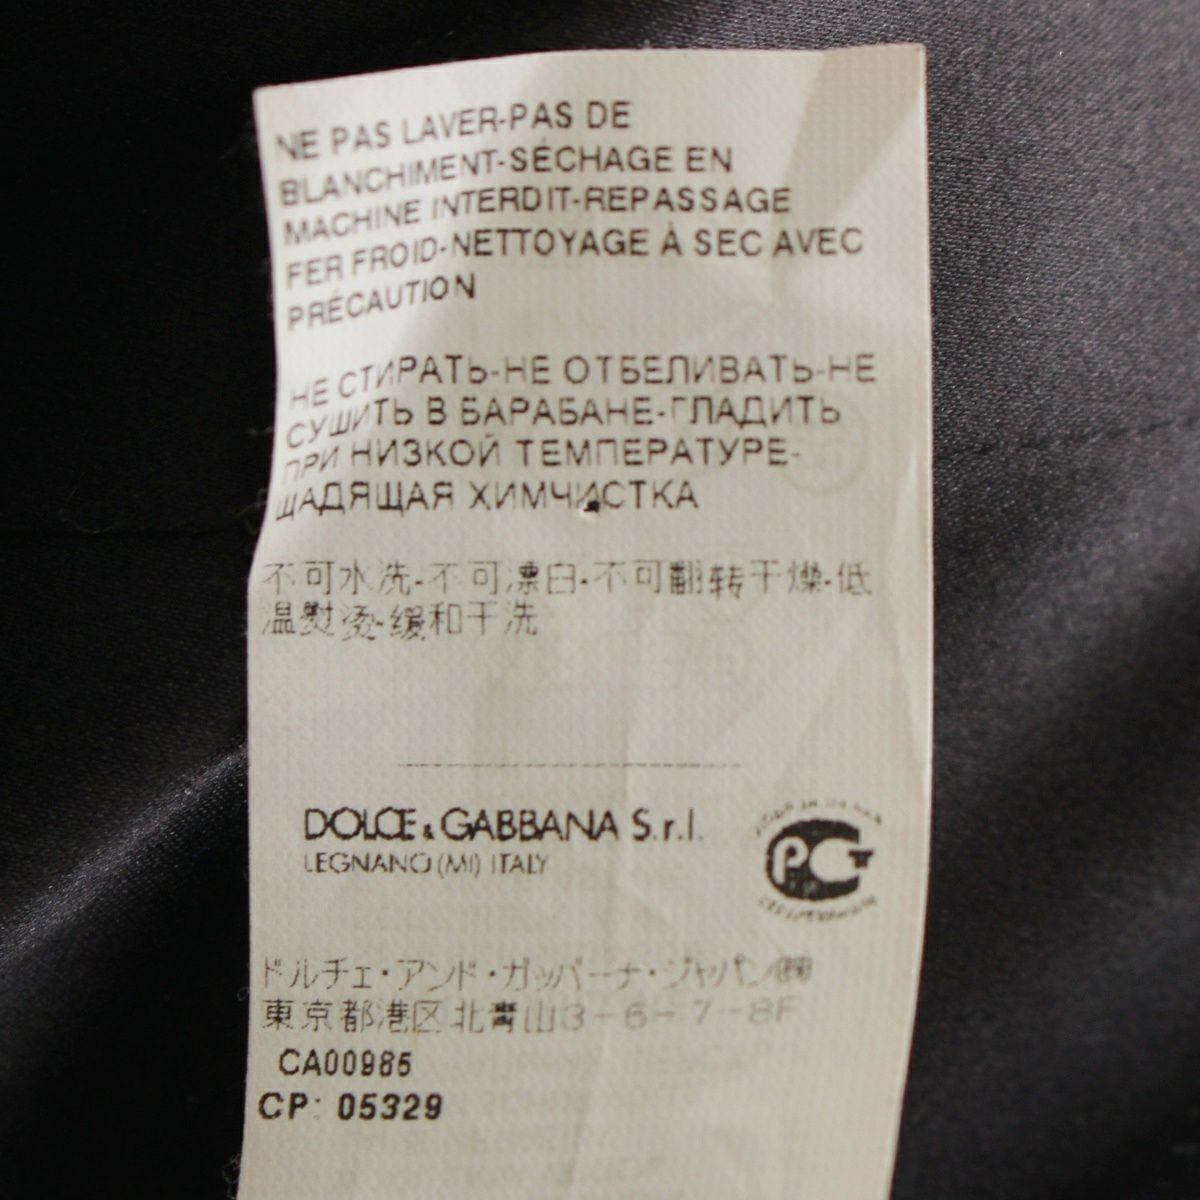 NE PAS LAVER-PAS DE
BLANCHIMENT-SÉCHAGE EN
MACHINE INTERDIT-REPASSAGE
FER FROID-NETTOYAGE À SEC AVEC
PRÉCAUTION
НЕ СТИРАТЬ-НЕ ОТБЕЛИВАТЬ-НЕ
СУШИТЬ В БАРАБАНЕ-ГЛАДИТЬ
ПРИ НИЗКОЙ ТЕМПЕРАТУРЕ-
ЩАДЯЩАЯ ХИМЧИСТКА
不可水洗-不可漂白-不可翻转干燥-低
温熨烫-缓和干洗
DOLCE & GABBANA S.r.l.
LEGNANO (MI) ITALY
РСТ
ドルチェ・アンド・ガッバーナ・ジャパン㈱
東京都港区北青山3-6-7-8F
CA00985
CP: 05329